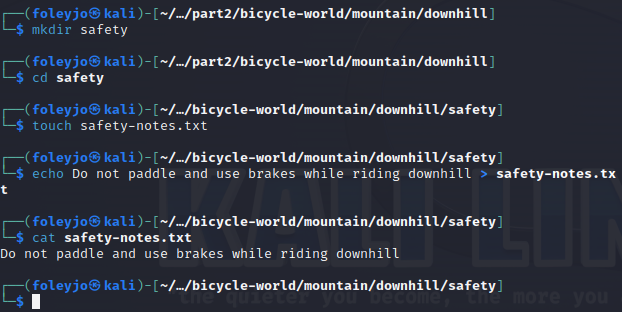 ┌──(foleyjo㉿kali)-[~/…/part2/bicycle-world/mountain/downhill]
└─$ mkdir safety
┌──(foleyjo㉿kali)-[~/…/part2/bicycle-world/mountain/downhill]
└─$ cd safety
┌──(foleyjo㉿kali)-[~/…/bicycle-world/mountain/downhill/safety]
└─$ touch safety-notes.txt
┌──(foleyjo㉿kali)-[~/…/bicycle-world/mountain/downhill/safety]
└─$ echo Do not paddle and use brakes while riding downhill > safety-notes.tx
t
┌──(foleyjo㉿kali)-[~/…/bicycle-world/mountain/downhill/safety]
└─$ cat safety-notes.txt
Do not paddle and use brakes while riding downhill
┌──(foleyjo㉿kali)-[~/…/bicycle-world/mountain/downhill/safety]
└─$
KALI LIN
the quieter you become, the more you